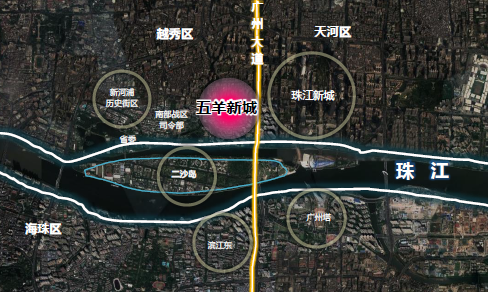 广州大道
越秀区
天河区
新河浦
历史街区
珠江新城
五羊新城
南部战区
司令部
省委
二沙岛
珠 江
广州塔
海珠区
滨江东